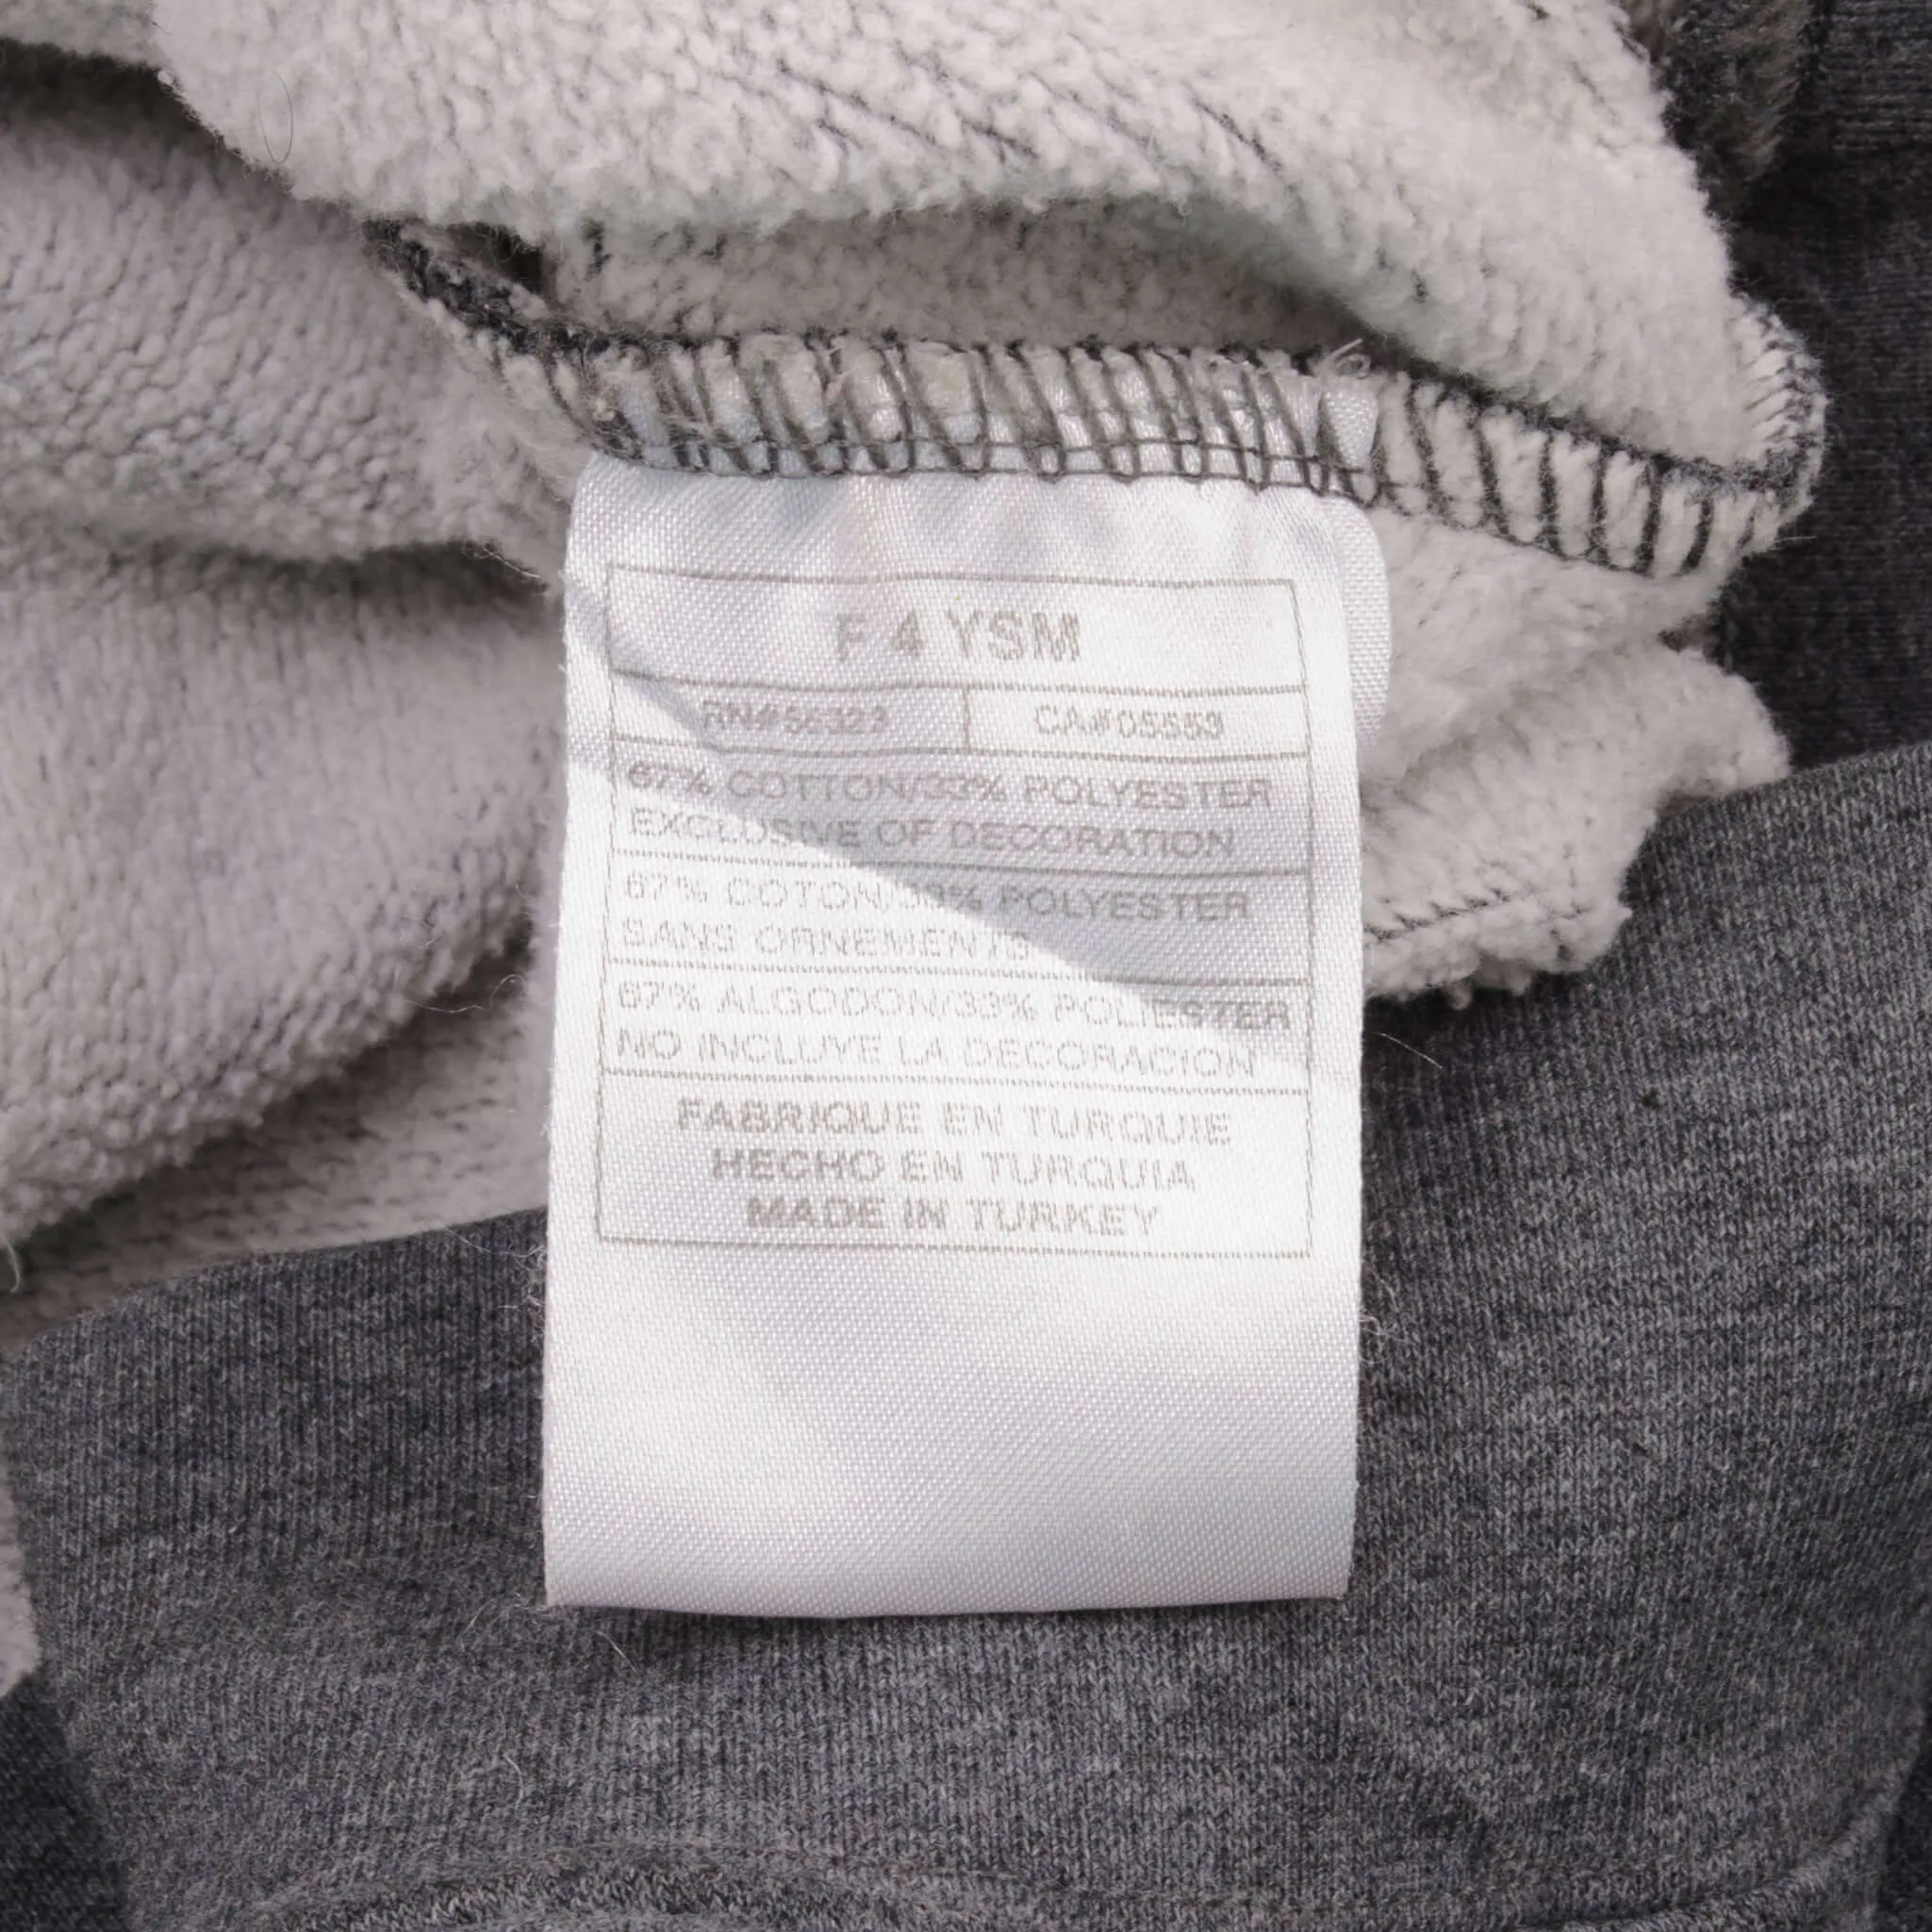 F 4 YSM
RN#56323 CA#05553
67% COTTON/33% POLYESTER
EXCLUSIVE OF DECORATION
67% COTON/33% POLYESTER
SANS ORNEMENTS
67% ALGODON/33% POLIESTER
NO INCLUYE LA DECORACION
FABRIQUE EN TURQUIE
HECHO EN TURQUIA
MADE IN TURKEY